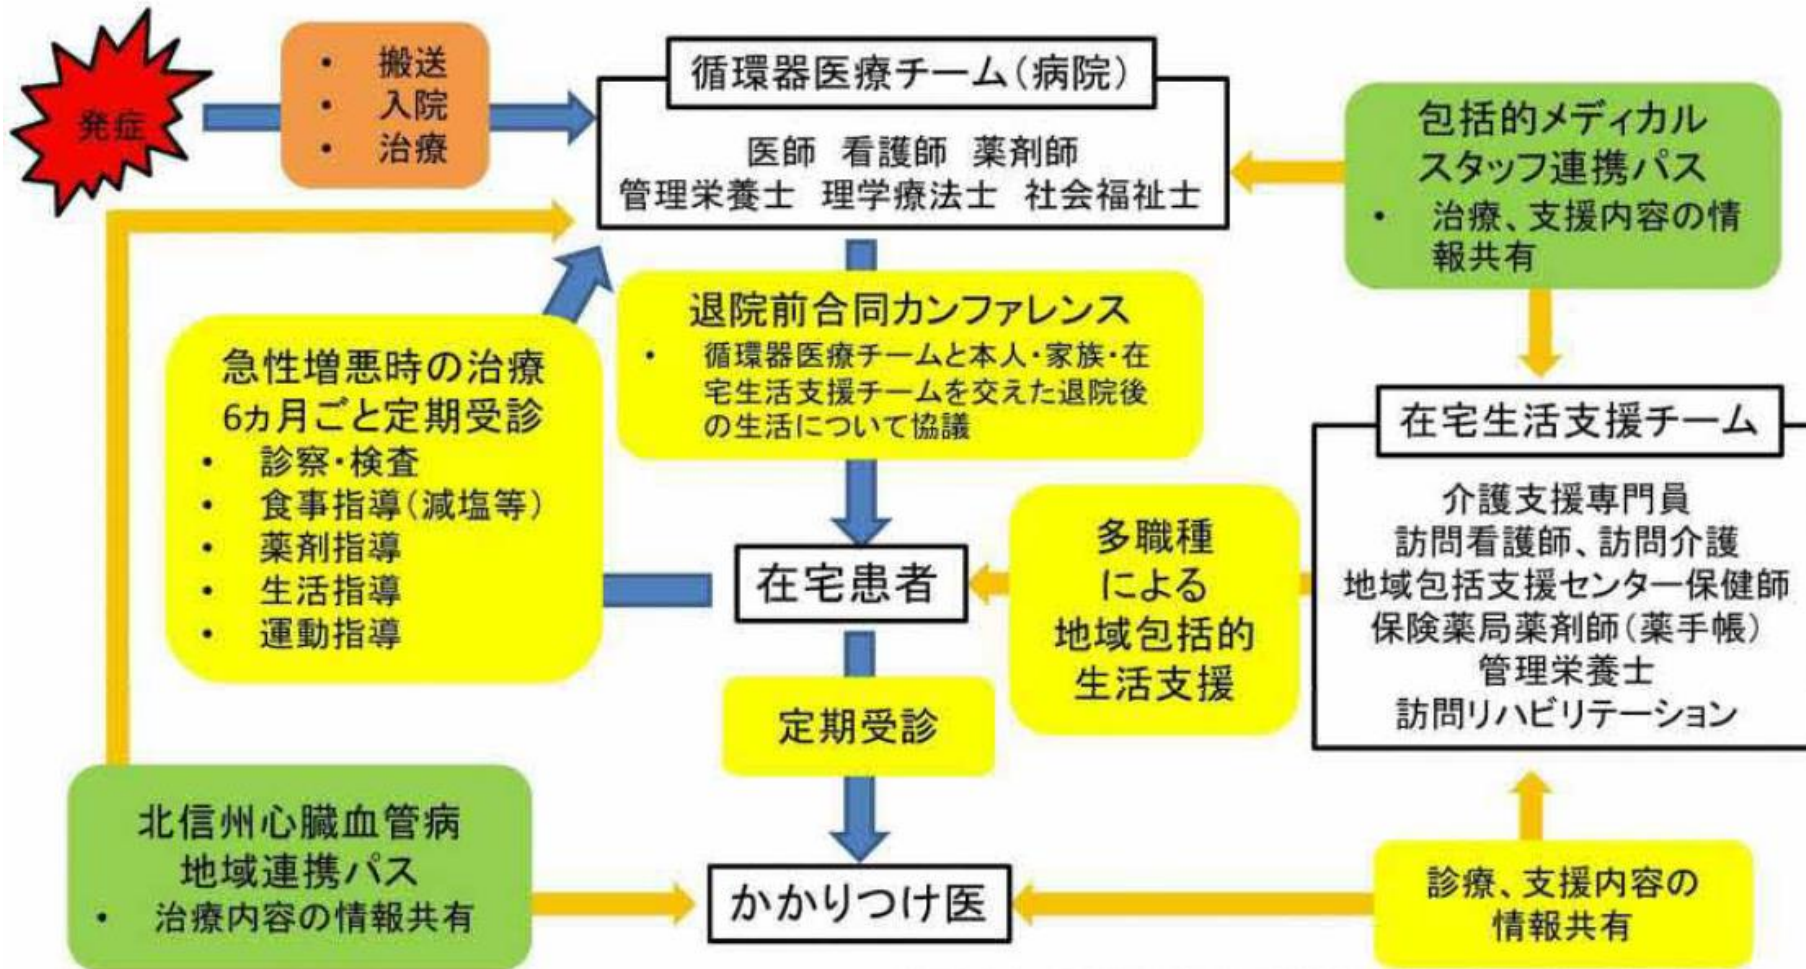 発症
• 搬送
• 入院
• 治療
循環器医療チーム(病院)
医師 看護師 薬剤師
管理栄養士 理学療法士 社会福祉士
包括的メディカル
スタッフ連携パス
• 治療、支援内容の情
報共有
退院前合同カンファレンス
• 循環器医療チームと本人・家族・在
宅生活支援チームを交えた退院後
の生活について協議
急性増悪時の治療
6ヵ月ごと定期受診
• 診察・検査
• 食事指導(減塩等)
• 薬剤指導
• 生活指導
• 運動指導
在宅生活支援チーム
介護支援専門員
訪問看護師、訪問介護
地域包括支援センター保健師
保険薬局薬剤師(薬手帳)
管理栄養士
訪問リハビリテーション
多職種
による
地域包括的
生活支援
在宅患者
定期受診
北信州心臓血管病
地域連携パス
• 治療内容の情報共有
かかりつけ医
診療、支援内容の
情報共有